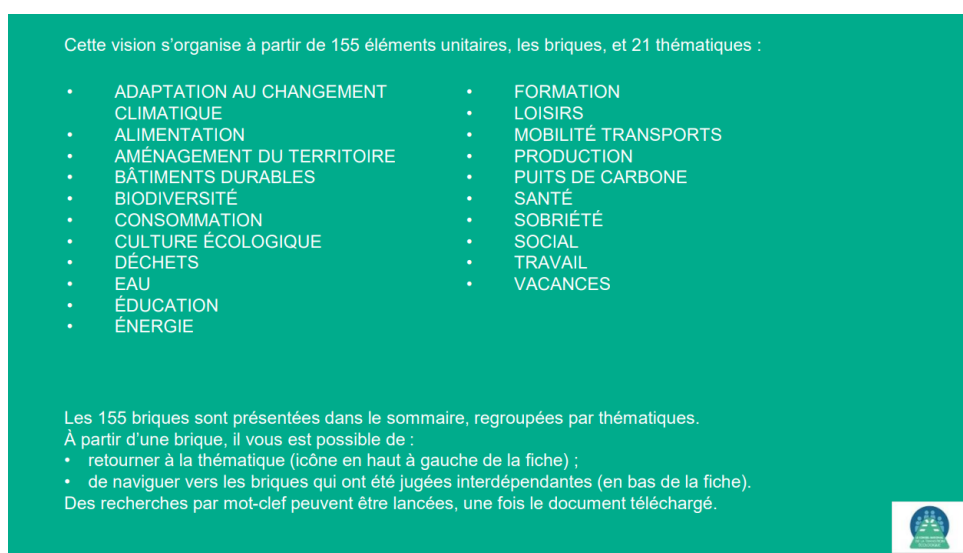 Cette vision s’organise à partir de 155 éléments unitaires, les briques, et 21 thématiques :
• ADAPTATION AU CHANGEMENT
CLIMATIQUE
• ALIMENTATION
• AMÉNAGEMENT DU TERRITOIRE
• BÂTIMENTS DURABLES
• BIODIVERSITÉ
• CONSOMMATION
• CULTURE ÉCOLOGIQUE
• DÉCHETS
• EAU
• ÉDUCATION
• ÉNERGIE
• FORMATION
• LOISIRS
• MOBILITÉ TRANSPORTS
• PRODUCTION
• PUITS DE CARBONE
• SANTÉ
• SOBRIÉTÉ
• SOCIAL
• TRAVAIL
• VACANCES
Les 155 briques sont présentées dans le sommaire, regroupées par thématiques.
À partir d’une brique, il vous est possible de :
• retourner à la thématique (icône en haut à gauche de la fiche) ;
• de naviguer vers les briques qui ont été jugées interdépendantes (en bas de la fiche).
Des recherches par mot-clef peuvent être lancées, une fois le document téléchargé.